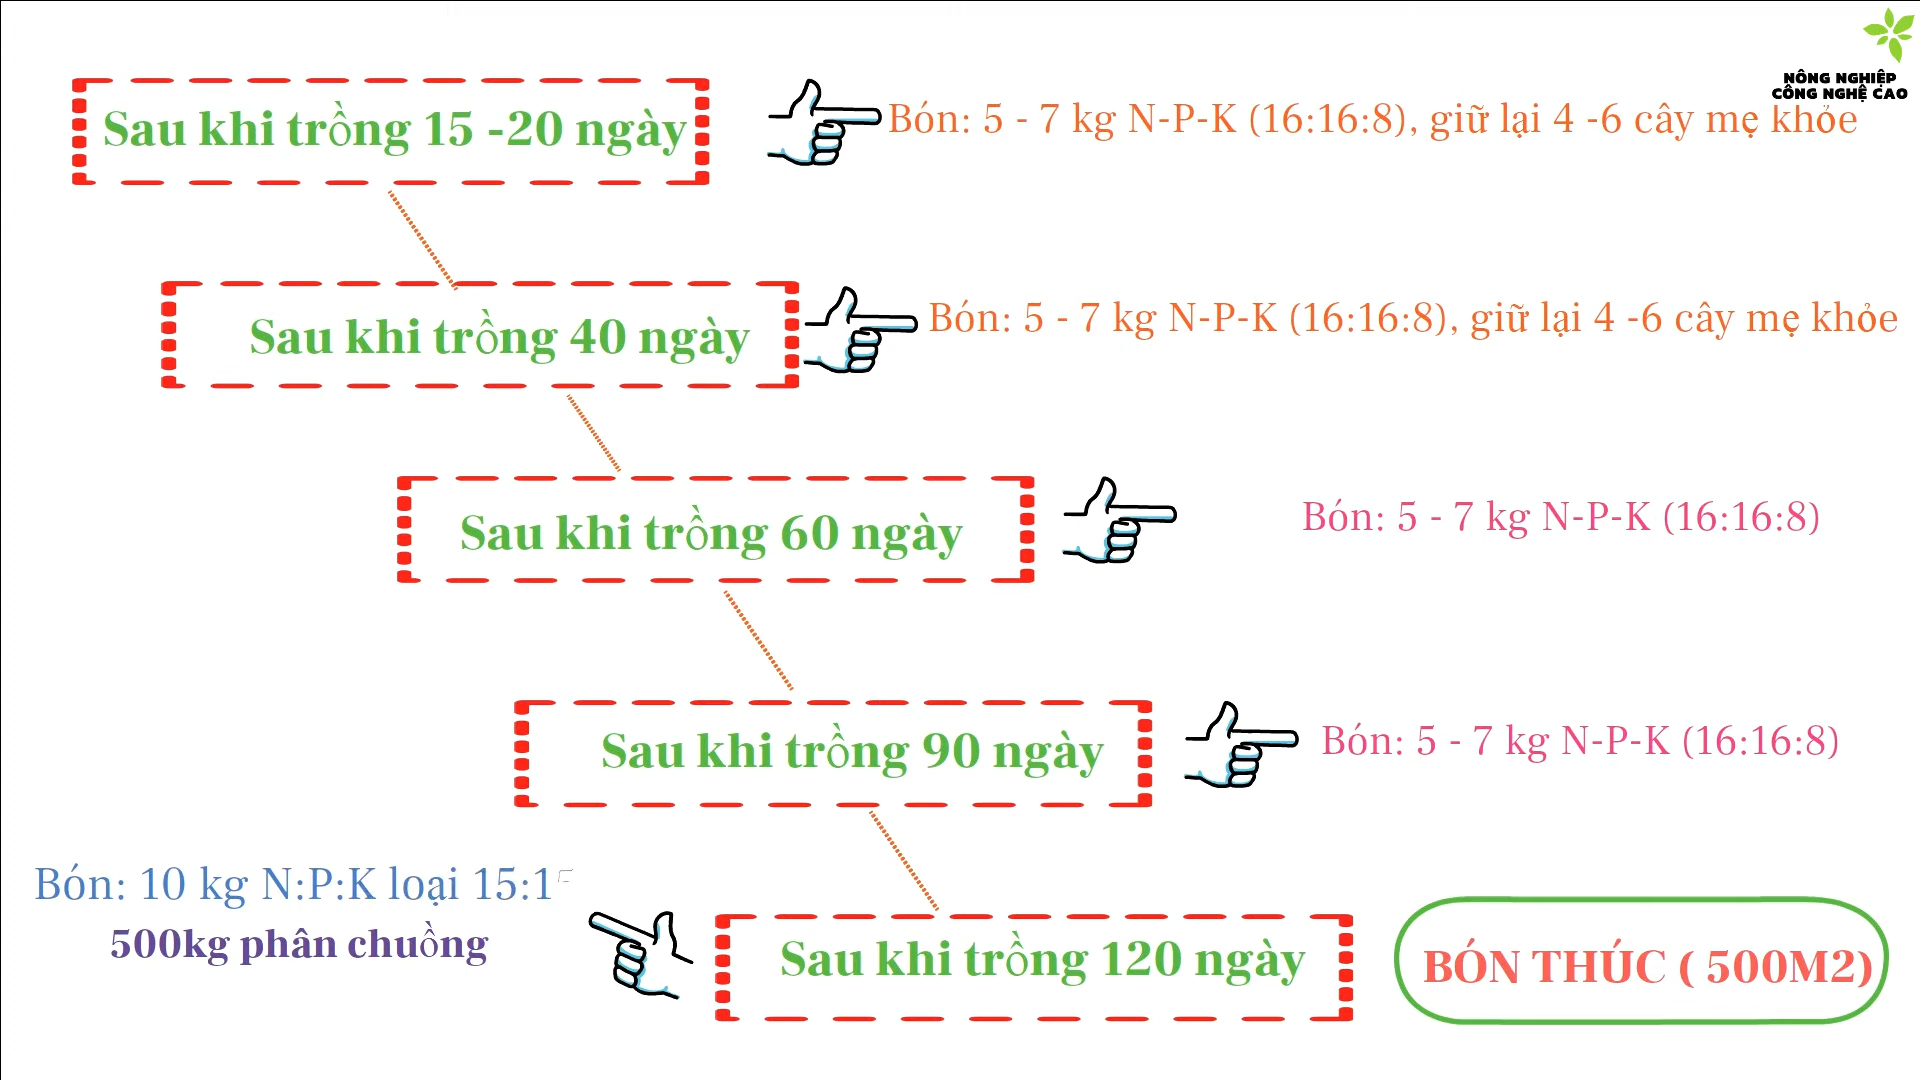 NÔNG NGHIỆP
CÔNG NGHỆ CAO
Sau khi trồng 15 -20 ngày
Bón: 5 - 7 kg N-P-K (16:16:8), giữ lại 4 -6 cây mẹ khỏe
Sau khi trồng 40 ngày
Bón: 5 - 7 kg N-P-K (16:16:8), giữ lại 4 -6 cây mẹ khỏe
Sau khi trồng 60 ngày
Bón: 5 - 7 kg N-P-K (16:16:8)
Sau khi trồng 90 ngày
Bón: 5 - 7 kg N-P-K (16:16:8)
Bón: 10 kg N:P:K loại
500kg phân chuồng
Sau khi trồng 120 ngày
BÓN THÚC ( 500M2)